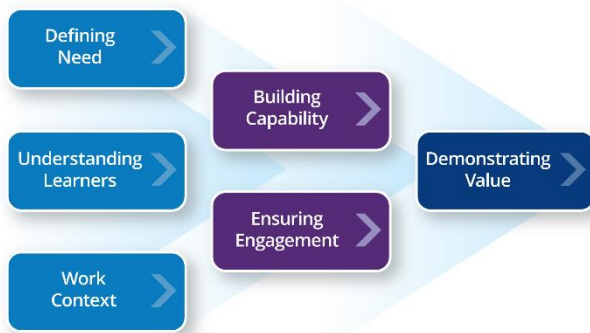 Defining
Need
Understanding
Learners
Work
Context
Building
Capability
Ensuring
Engagement
Demonstrating
Value